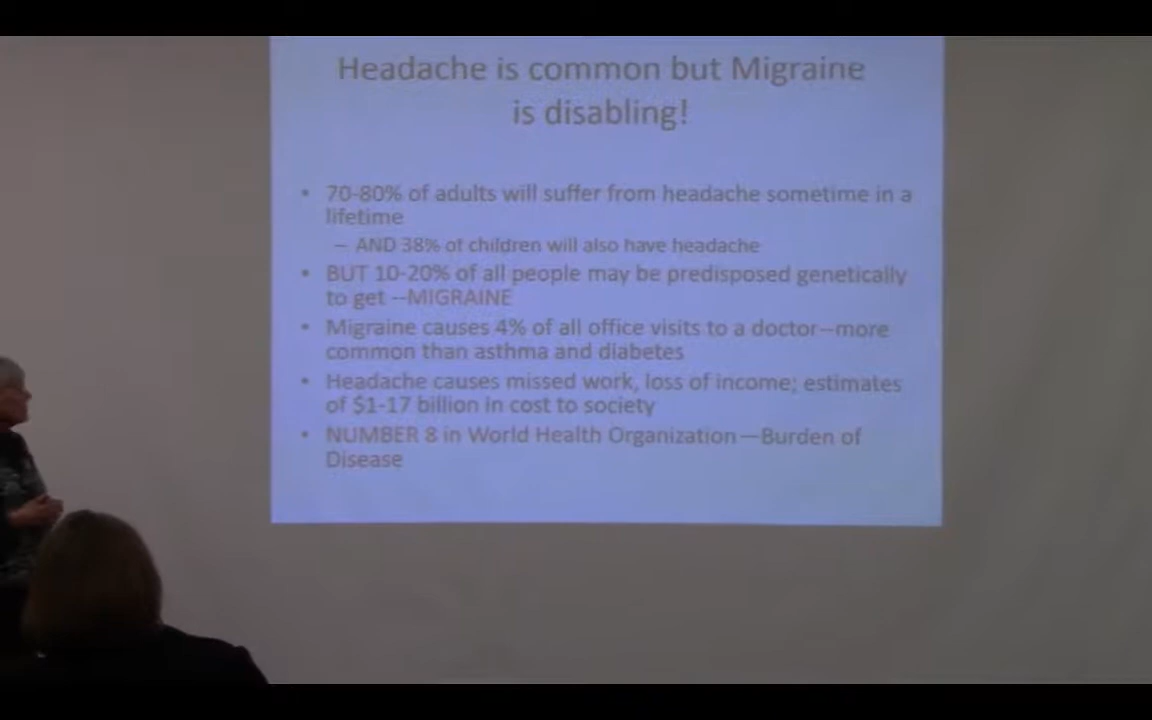 Headache is common but Migraine
is disabling!
• 70-80% of adults will suffer from headache sometime in a
lifetime
– AND 38% of children will also have headache
• BUT 10-20% of all people may be predisposed genetically
to get --MIGRAINE
• Migraine causes 4% of all office visits to a doctor—more
common than asthma and diabetes
• Headache causes missed work, loss of income; estimates
of $1-17 billion in cost to society
• NUMBER 8 in World Health Organization—Burden of
Disease